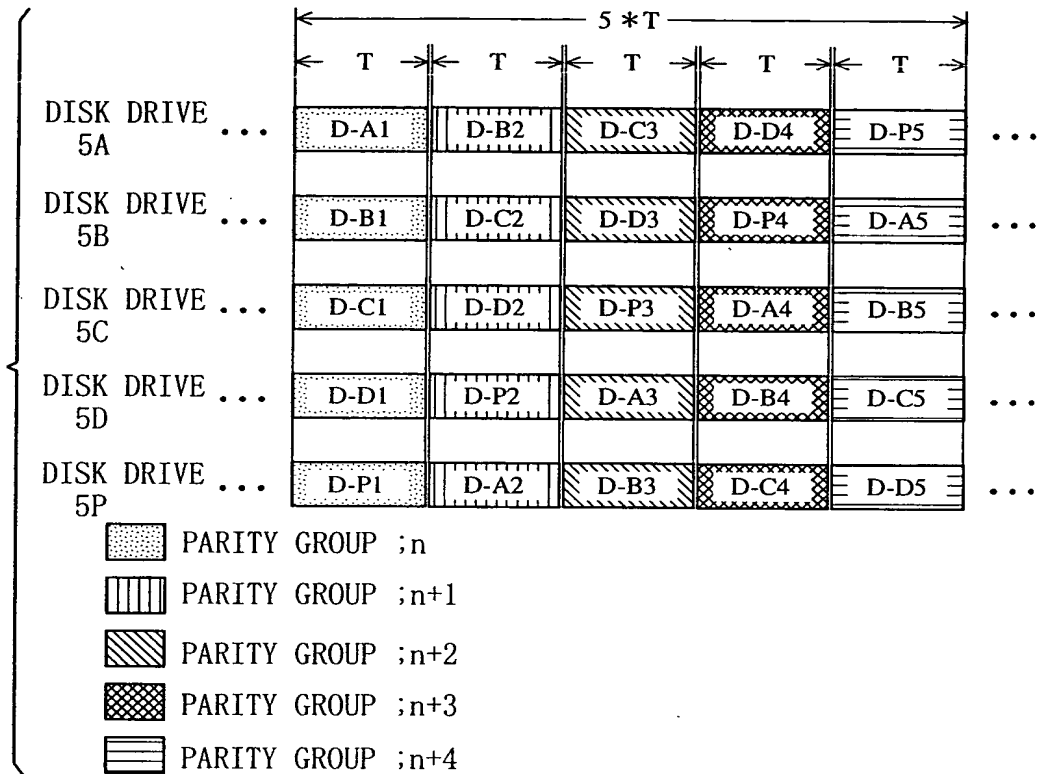 5 * T
T T T T T
DISK DRIVE 5A ... D-A1 D-B2 D-C3 D-D4 D-P5 ...
DISK DRIVE 5B ... D-B1 D-C2 D-D3 D-P4 D-A5 ...
DISK DRIVE 5C ... D-C1 D-D2 D-P3 D-A4 D-B5 ...
DISK DRIVE 5D ... D-D1 D-P2 D-A3 D-B4 D-C5 ...
DISK DRIVE 5P ... D-P1 D-A2 D-B3 D-C4 D-D5 ...
PARITY GROUP ;n
PARITY GROUP ;n+1
PARITY GROUP ;n+2
PARITY GROUP ;n+3
PARITY GROUP ;n+4